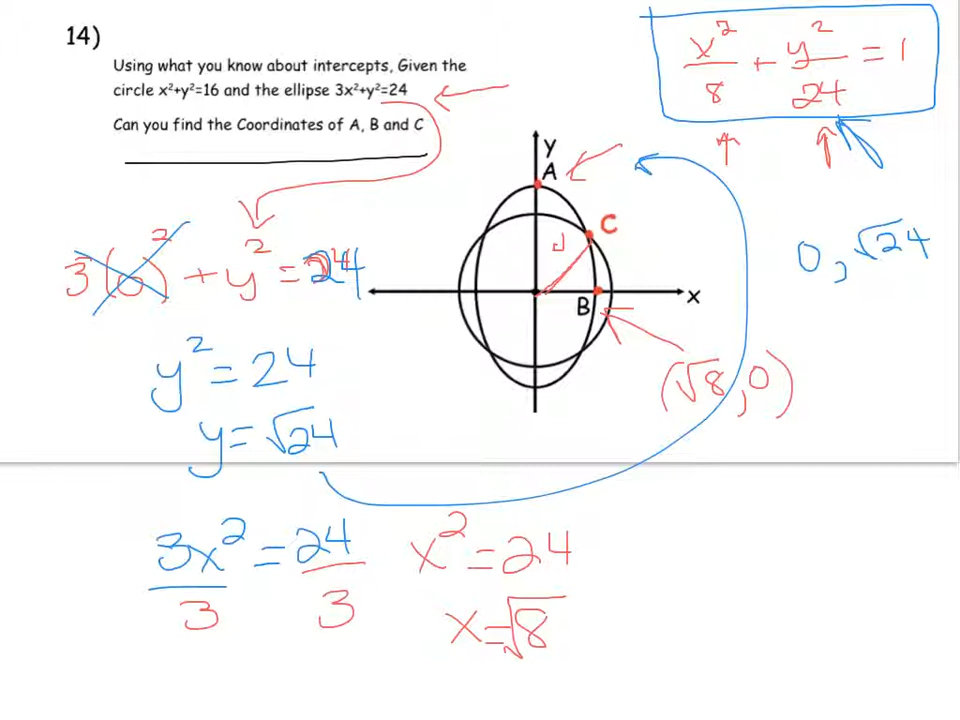 14)
Using what you know about intercepts, Given the
circle x²+y²=16 and the ellipse 3x²+y²=24
Can you find the Coordinates of A, B and C
x²/8 + y²/24 = 1
y
A
C
B
x
3(0)² + y² = 24
0, √24
y² = 24
(√8, 0)
y = √24
3x²/3 = 24/3
x² = 24
x = √8